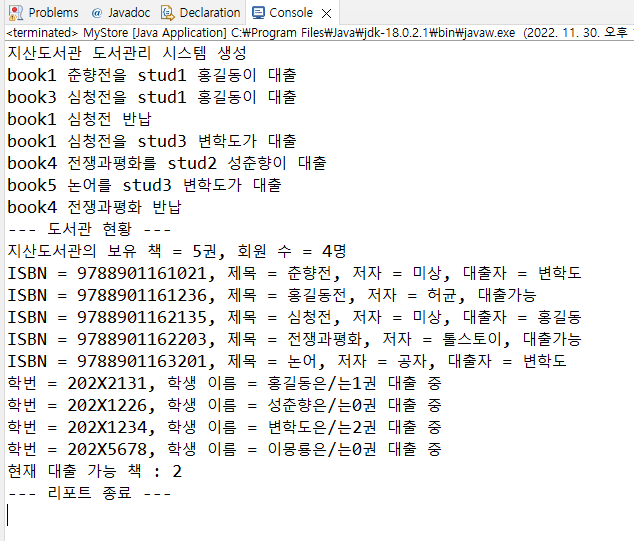 Problems @ Javadoc Declaration Console
<terminated> MyStore [Java Application] C:\Program Files\Java\jdk-18.0.2.1\bin\javaw.exe (2022. 11. 30. 오후
지산도서관 도서관리 시스템 생성
book1 춘향전을 stud1 홍길동이 대출
book3 심청전을 stud1 홍길동이 대출
book1 심청전 반납
book1 심청전을 stud3 변학도가 대출
book4 전쟁과평화를 stud2 성춘향이 대출
book5 논어를 stud3 변학도가 대출
book4 전쟁과평화 반납
--- 도서관 현황 ---
지산도서관의 보유 책 = 5권, 회원 수 = 4명
ISBN = 9788901161021, 제목 = 춘향전, 저자 = 미상, 대출자 = 변학도
ISBN = 9788901161236, 제목 = 홍길동전, 저자 = 허균, 대출가능
ISBN = 9788901162135, 제목 = 심청전, 저자 = 미상, 대출자 = 홍길동
ISBN = 9788901162203, 제목 = 전쟁과평화, 저자 = 톨스토이, 대출가능
ISBN = 9788901163201, 제목 = 논어, 저자 = 공자, 대출자 = 변학도
학번 = 202X2131, 학생 이름 = 홍길동은/는1권 대출 중
학번 = 202X1226, 학생 이름 = 성춘향은/는0권 대출 중
학번 = 202X1234, 학생 이름 = 변학도은/는2권 대출 중
학번 = 202X5678, 학생 이름 = 이몽룡은/는0권 대출 중
현재 대출 가능 책 : 2
--- 리포트 종료 ---